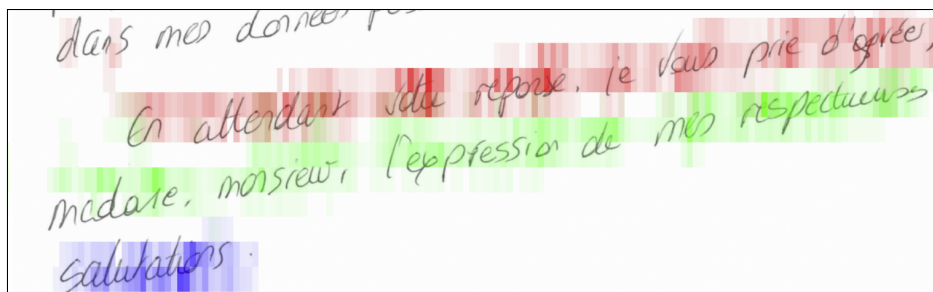 dans mes données
En attendant votre réponse, je vous prie d'agréer,
madame, monsieur, l'expression de mes respectueuses
salutations.